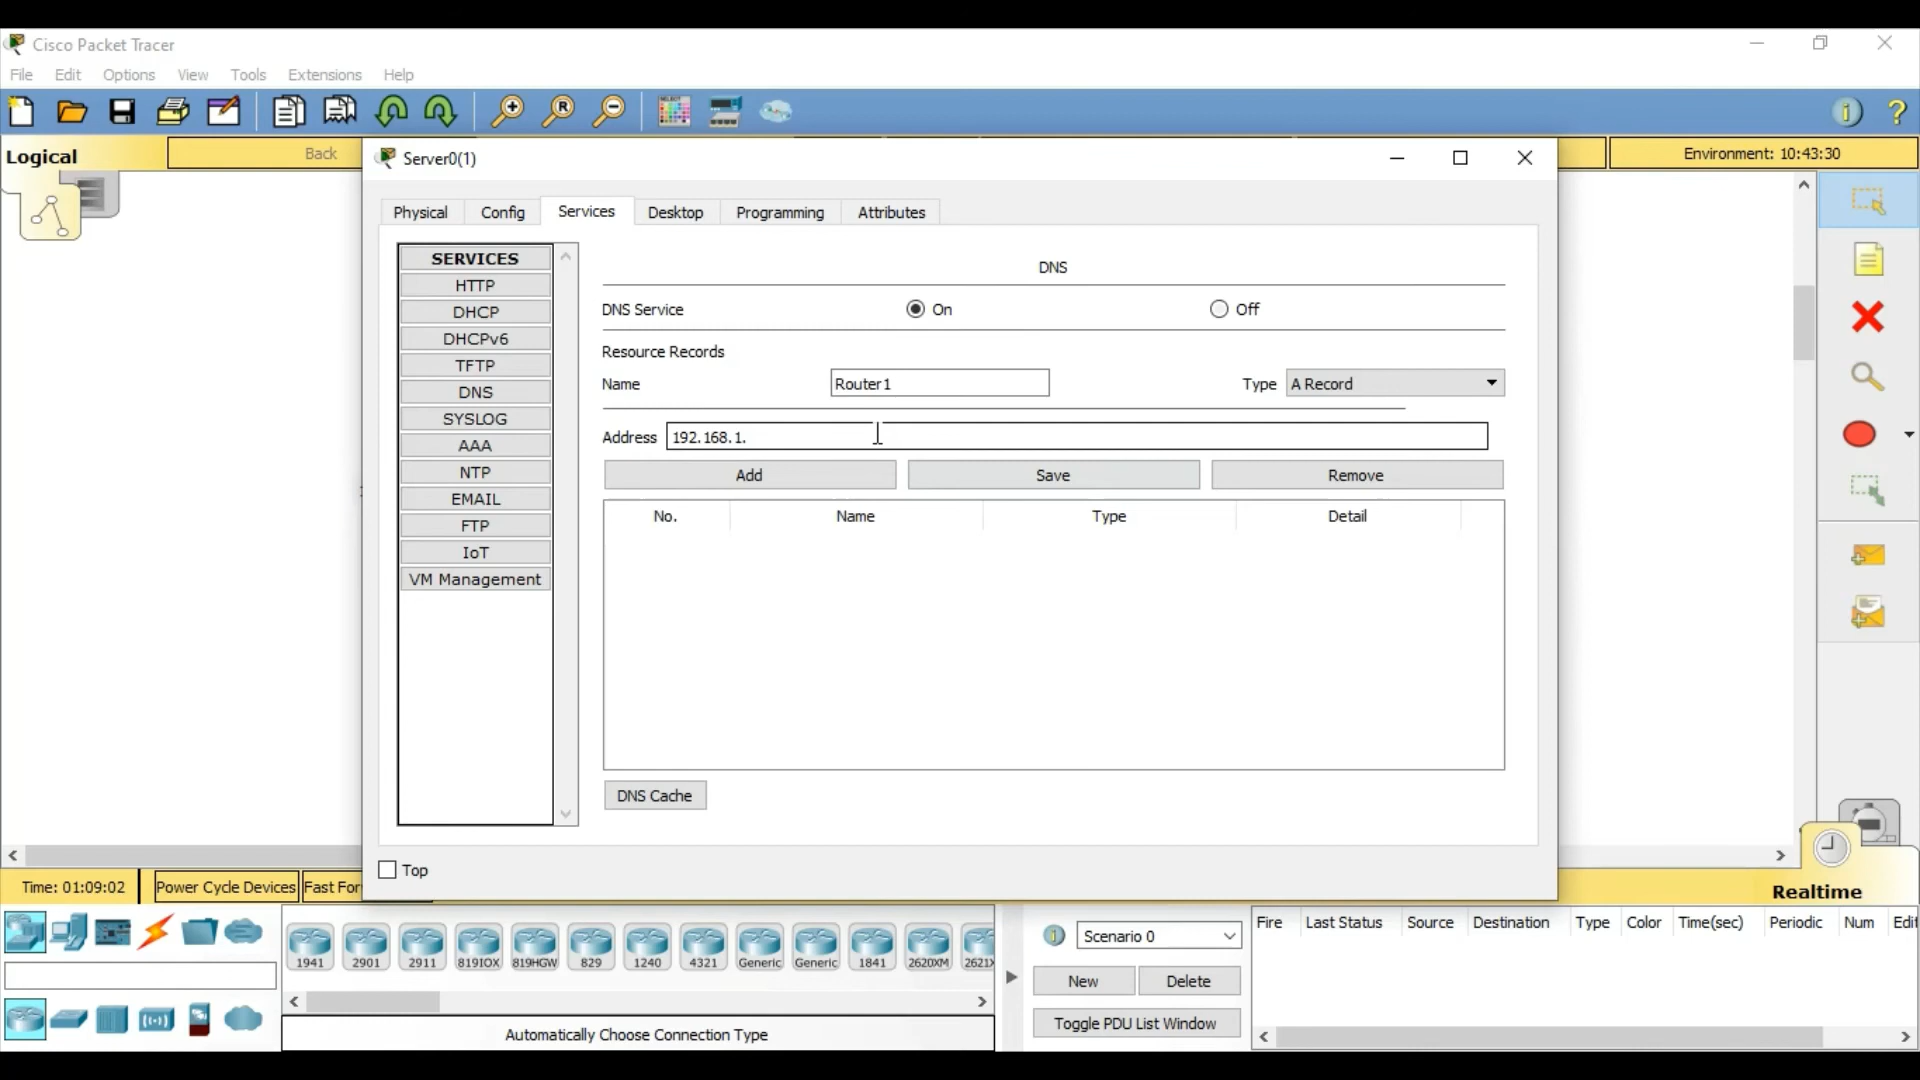 Cisco Packet Tracer
File Edit Options View Tools Extensions Help
Logical
Back
Server0(1)
Environment: 10:43:30
Physical Config Services Desktop Programming Attributes
SERVICES
HTTP
DHCP
DHCPv6
TFTP
DNS
SYSLOG
AAA
NTP
EMAIL
FTP
IoT
VM Management
DNS
DNS Service On Off
Resource Records
Name Router1 Type A Record
Address 192.168.1.
Add Save Remove
No. Name Type Detail
DNS Cache
Top
Time: 01:09:02 Power Cycle Devices Fast For
Realtime
1941 2901 2911 819IOX 819HGW 829 1240 4321 Generic Generic 1841 2620XM 2621X
Automatically Choose Connection Type
Scenario 0
New Delete
Toggle PDU List Window
Fire Last Status Source Destination Type Color Time(sec) Periodic Num Edit